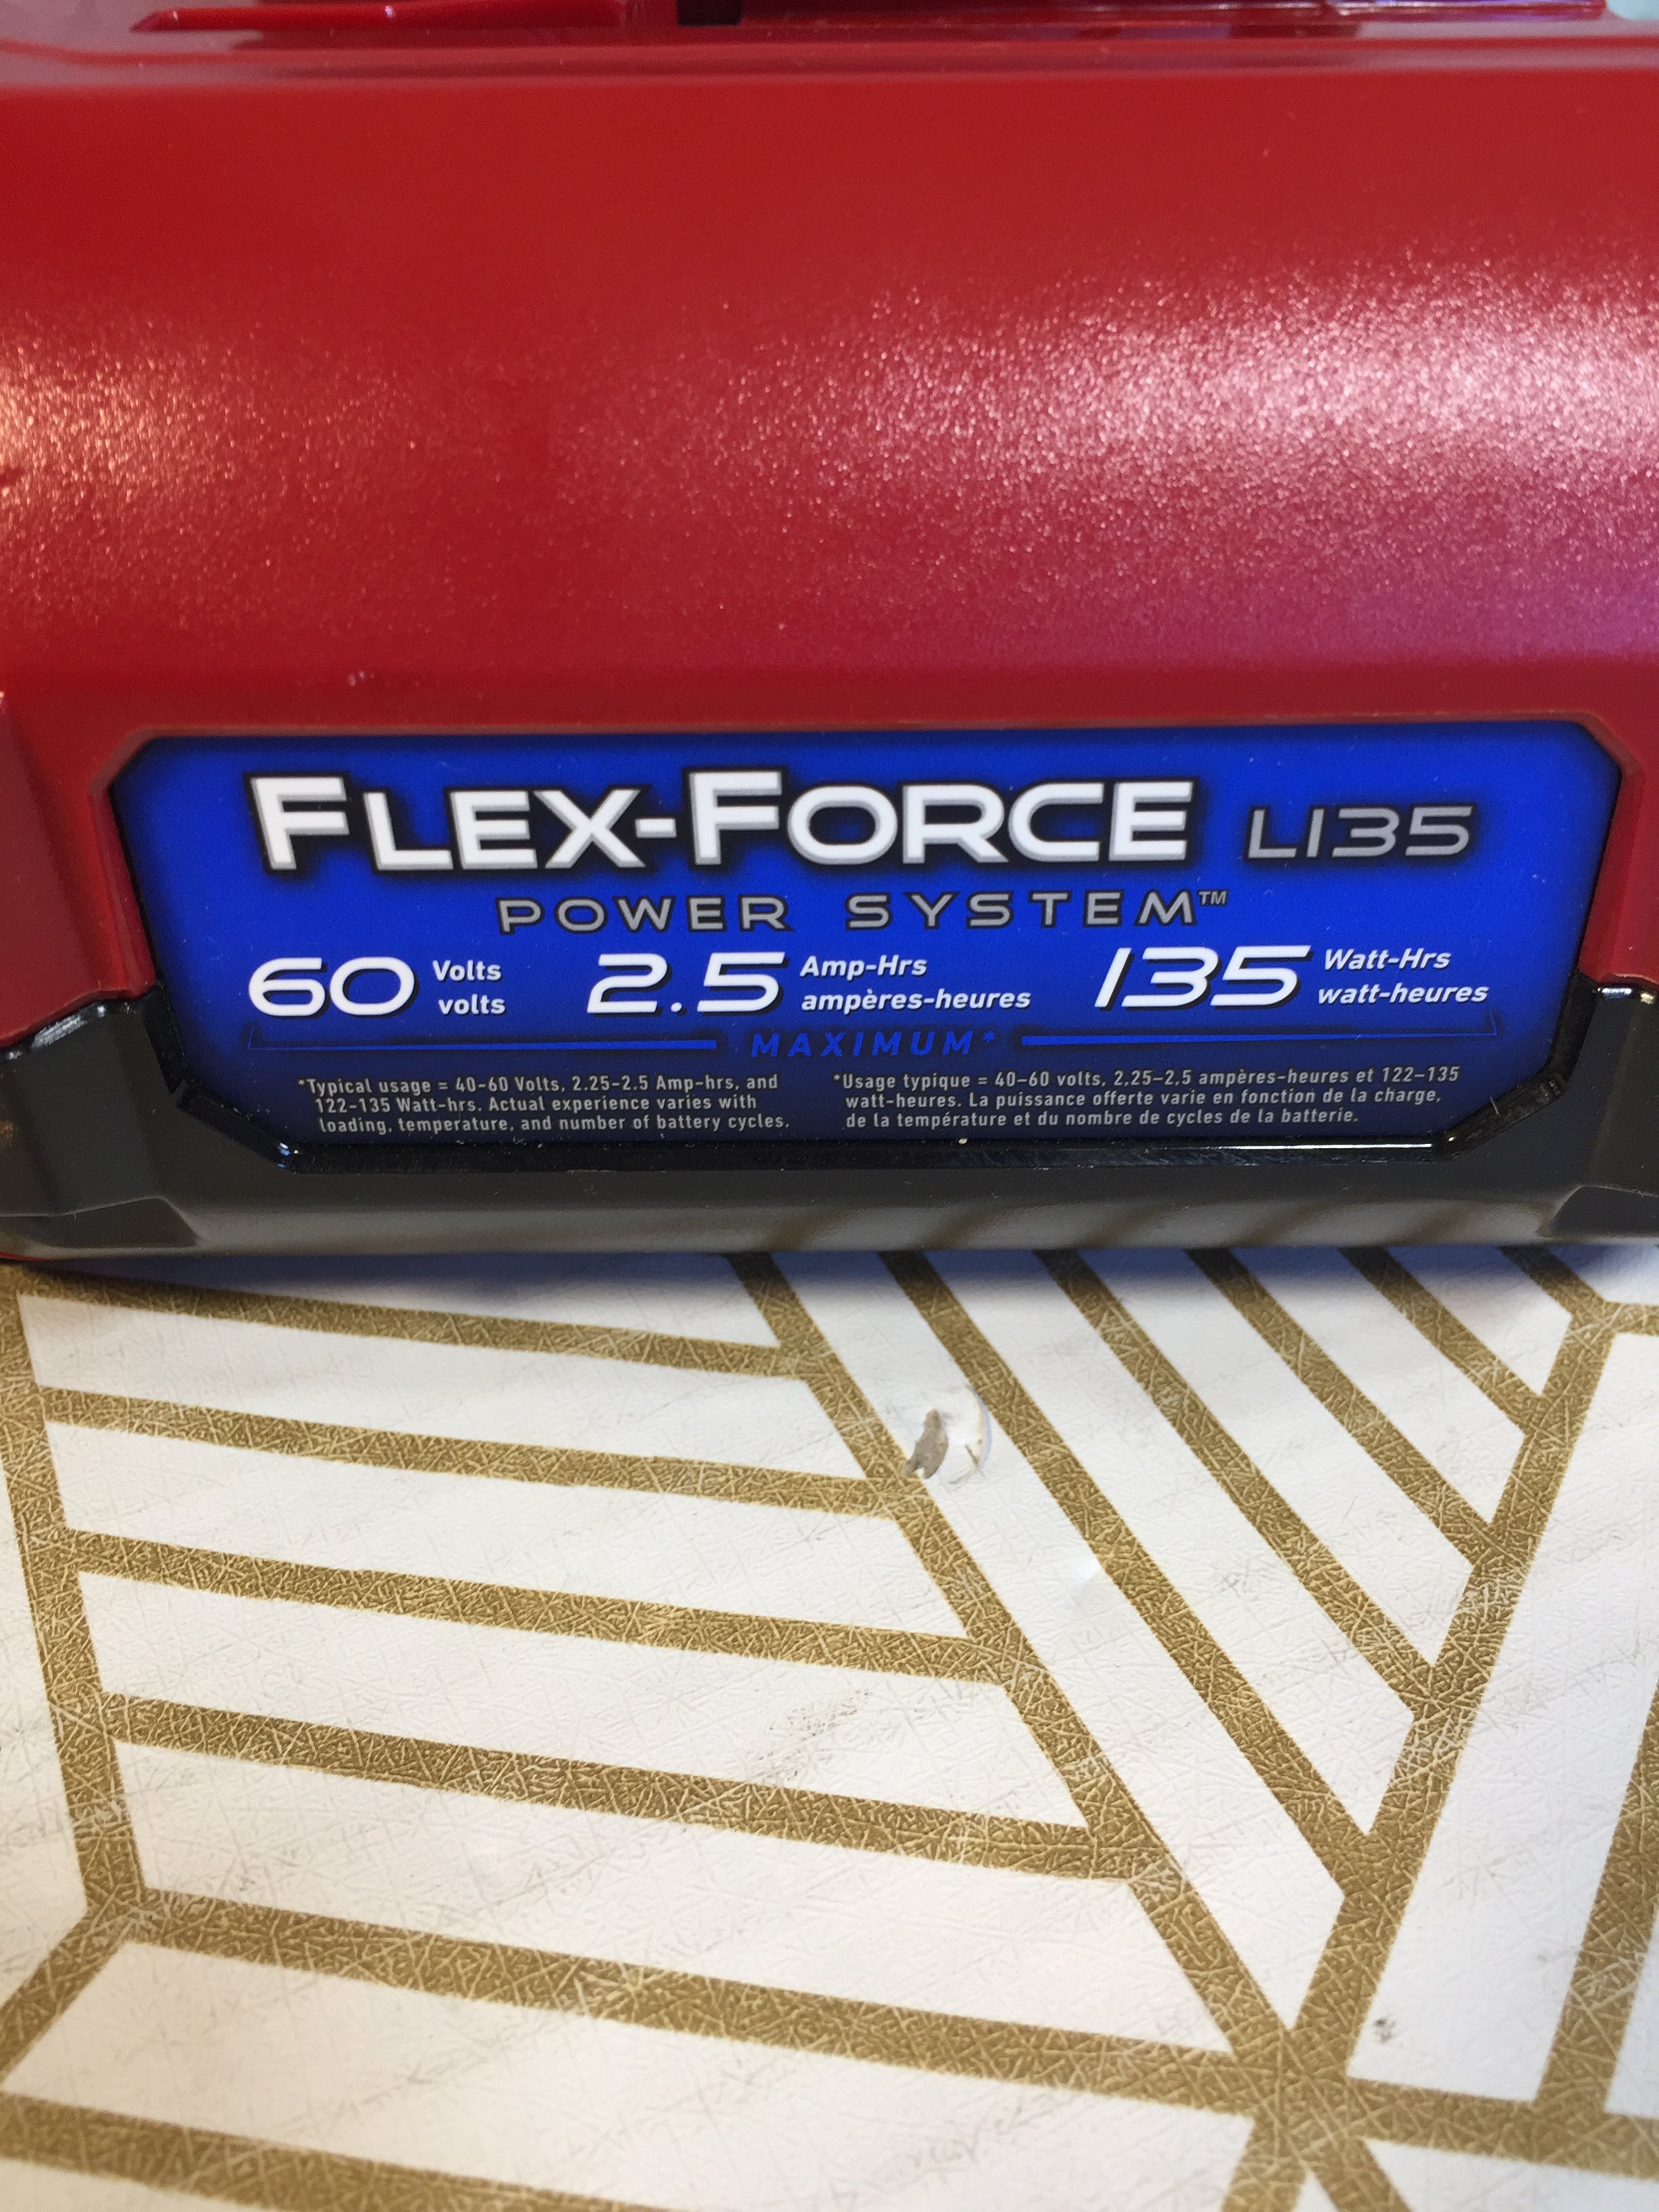 FLEX-FORCE L135
POWER SYSTEM™
60 Volts volts 2.5 Amp-Hrs ampères-heures 135 Watt-Hrs watt-heures
MAXIMUM*
*Typical usage = 40-60 Volts, 2.25-2.5 Amp-hrs, and
122-135 Watt-hrs. Actual experience varies with
loading, temperature, and number of battery cycles.
*Usage typique = 40–60 volts, 2,25–2,5 ampères-heures et 122–135
watt-heures. La puissance offerte varie en fonction de la charge,
de la température et du nombre de cycles de la batterie.